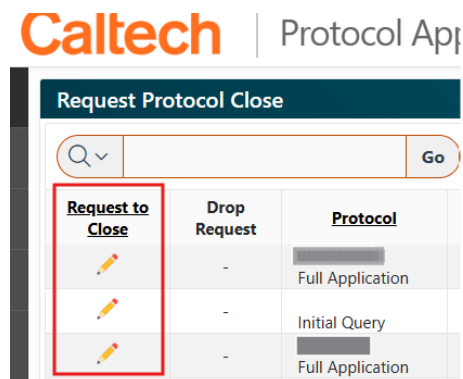 Caltech Protocol App
Request Protocol Close
Go
Request to
Close
Drop
Request
Protocol
-
Full Application
-
Initial Query
-
Full Application